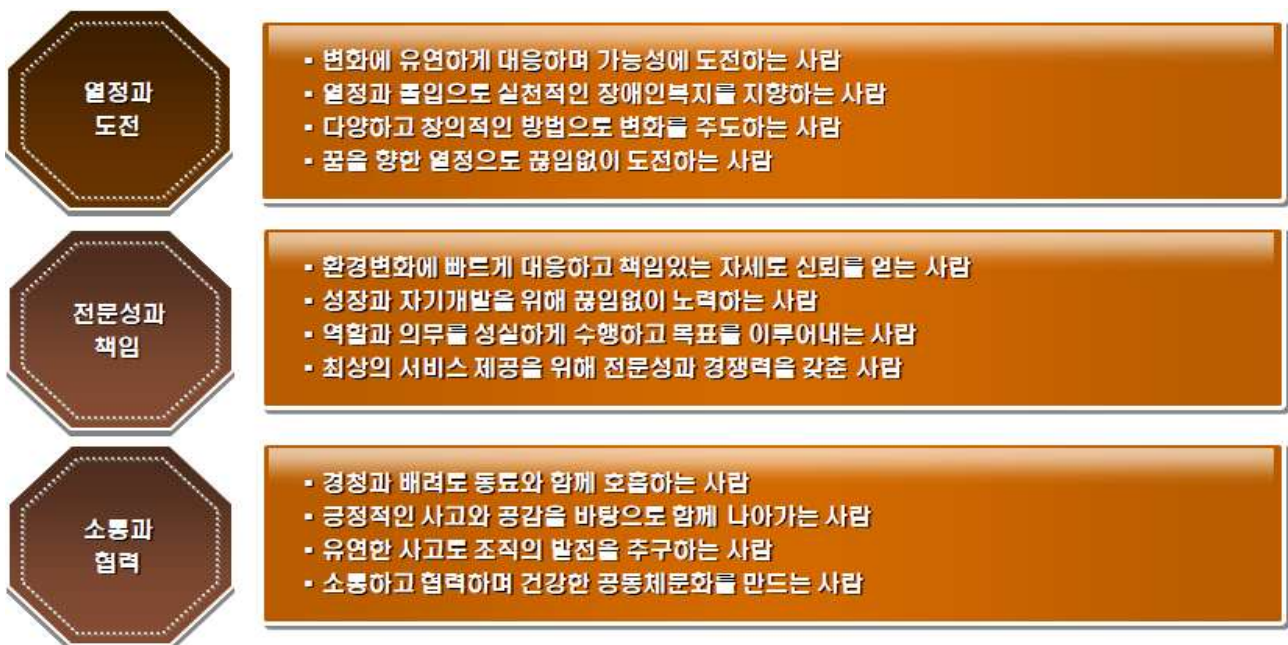 열정과
도전
▪ 변화에 유연하게 대응하며 가능성에 도전하는 사람
▪ 열정과 몰입으로 실천적인 장애인복지를 지향하는 사람
▪ 다양하고 창의적인 방법으로 변화를 주도하는 사람
▪ 꿈을 향한 열정으로 끊임없이 도전하는 사람
전문성과
책임
▪ 환경변화에 빠르게 대응하고 책임있는 자세로 신뢰를 얻는 사람
▪ 성장과 자기개발을 위해 끊임없이 노력하는 사람
▪ 역할과 의무를 성실하게 수행하고 목표를 이루어내는 사람
▪ 최상의 서비스 제공을 위해 전문성과 경쟁력을 갖춘 사람
소통과
협력
▪ 경청과 배려로 동료와 함께 호흡하는 사람
▪ 긍정적인 사고와 공감을 바탕으로 함께 나아가는 사람
▪ 유연한 사고로 조직의 발전을 추구하는 사람
▪ 소통하고 협력하며 건강한 공동체문화를 만드는 사람